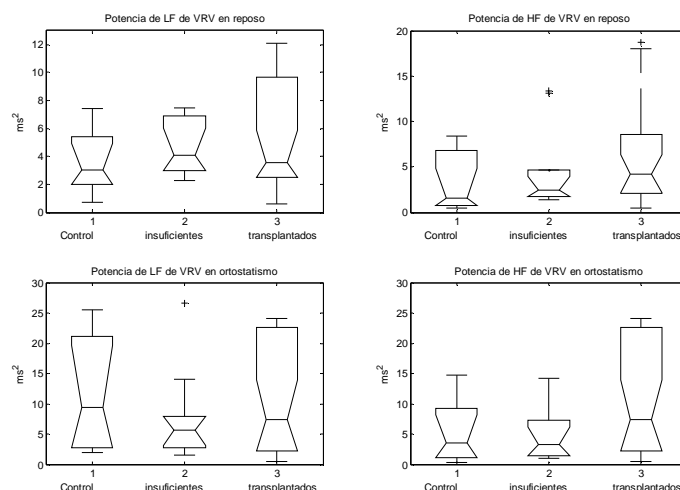 Potencia de LF de VRV en reposo
12
10
8
6
4
2
0
ms²
1 2 3
Control insuficientes transplantados
Potencia de HF de VRV en reposo
20
15
10
5
0
ms²
1 2 3
Control insuficientes transplantados
Potencia de LF de VRV en ortostatismo
30
25
20
15
10
5
0
ms²
1 2 3
Control insuficientes transplantados
Potencia de HF de VRV en ortostatismo
30
25
20
15
10
5
0
ms²
1 2 3
Control insuficientes transplantados